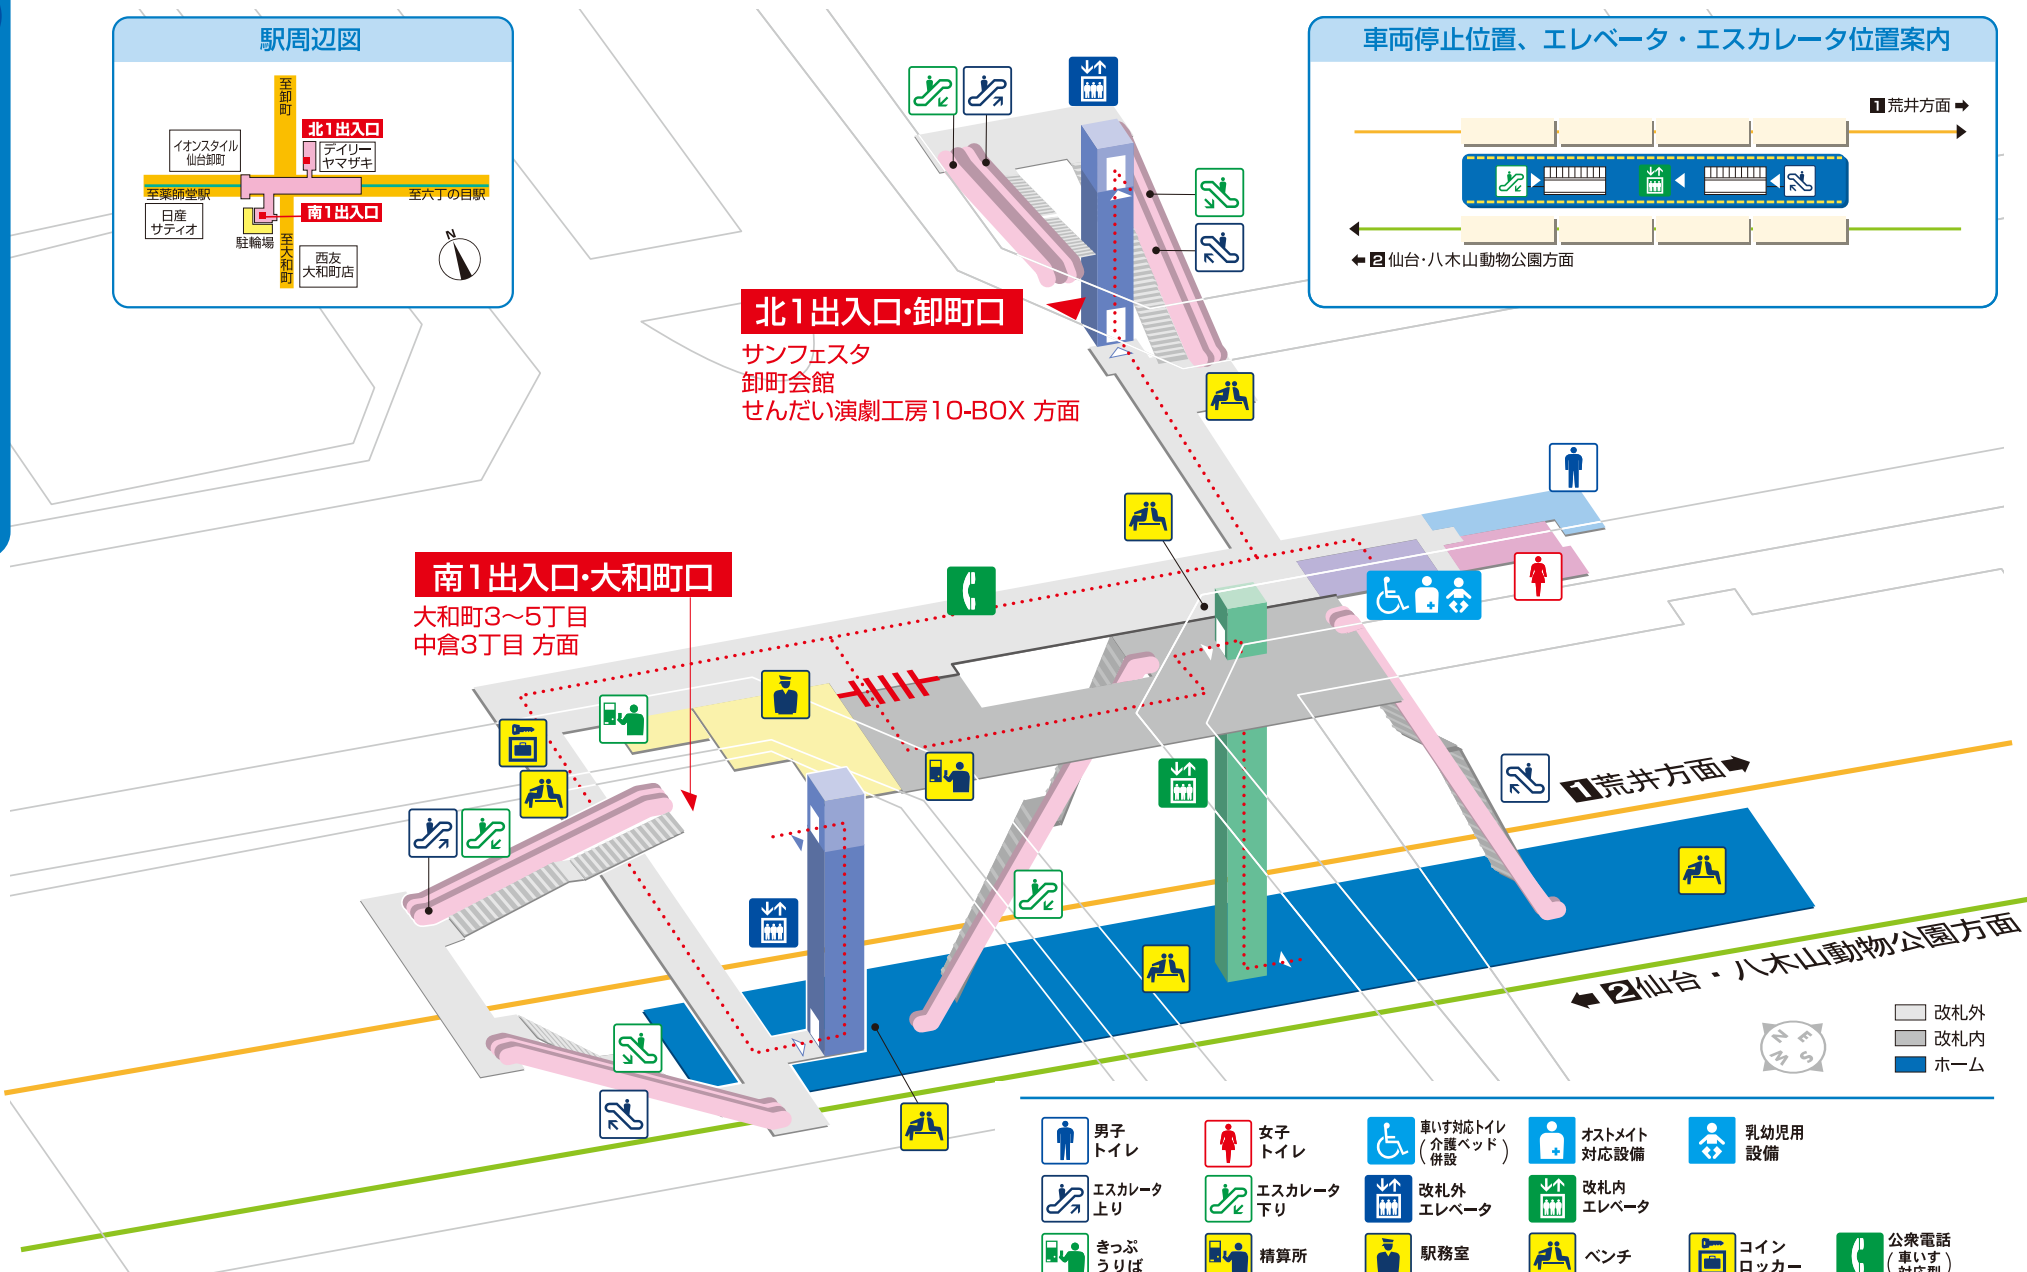 駅周辺図
至卸町
北1出入口
イオンスタイル
仙台卸町
デイリー
ヤマザキ
至薬師堂駅
至六丁の目駅
日産
サティオ
南1出入口
駐輪場
至大和町
西友
大和町店
N
車両停止位置、エレベータ・エスカレータ位置案内
1 荒井方面 ➡
⬅ 2 仙台・八木山動物公園方面
北1出入口・卸町口
サンフェスタ
卸町会館
せんだい演劇工房10-BOX 方面
南1出入口・大和町口
大和町3〜5丁目
中倉3丁目 方面
1荒井方面➡
⬅2仙台・八木山動物公園方面
N E
W S
改札外
改札内
ホーム
男子
トイレ
女子
トイレ
車いす対応トイレ
(介護ベッド
併設)
オストメイト
対応設備
乳幼児用
設備
エスカレータ
上り
エスカレータ
下り
改札外
エレベータ
改札内
エレベータ
きっぷ
うりば
精算所
駅務室
ベンチ
コイン
ロッカー
公衆電話
(車いす
対応型)